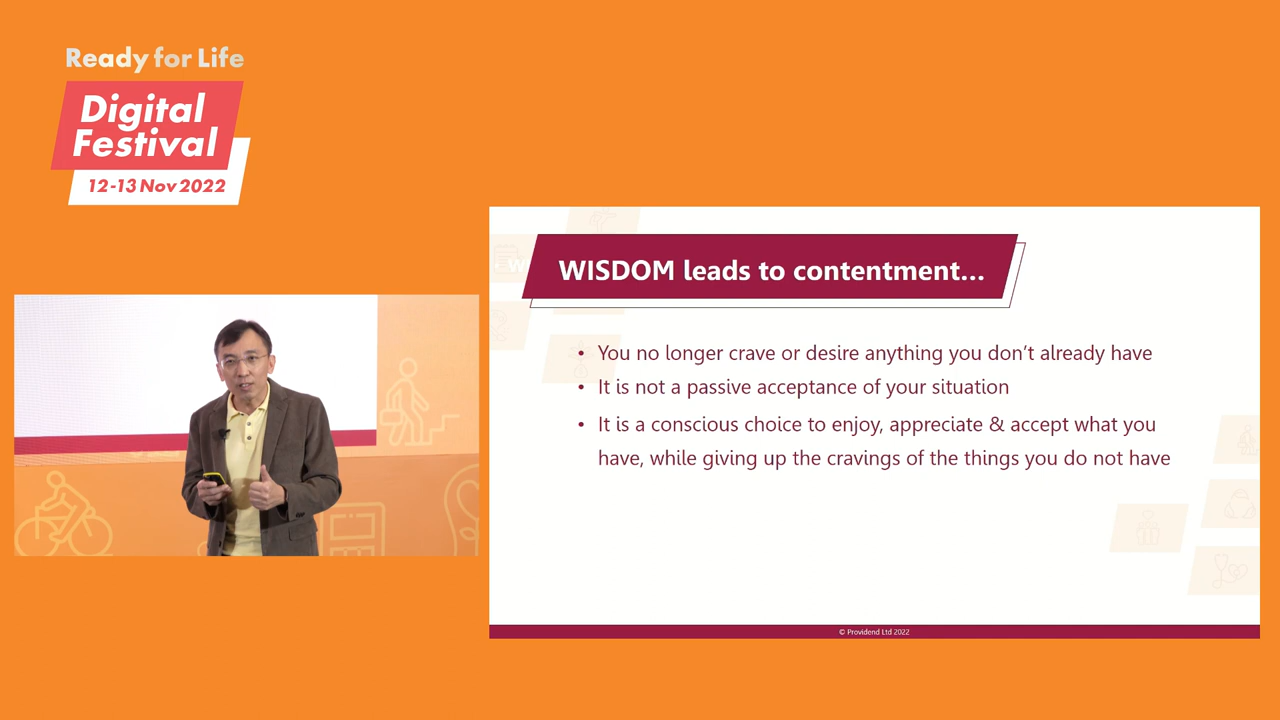 Ready for Life
Digital
Festival
12-13 Nov 2022
WISDOM leads to contentment...
• You no longer crave or desire anything you don’t already have
• It is not a passive acceptance of your situation
• It is a conscious choice to enjoy, appreciate & accept what you
have, while giving up the cravings of the things you do not have
© Providend Ltd 2022